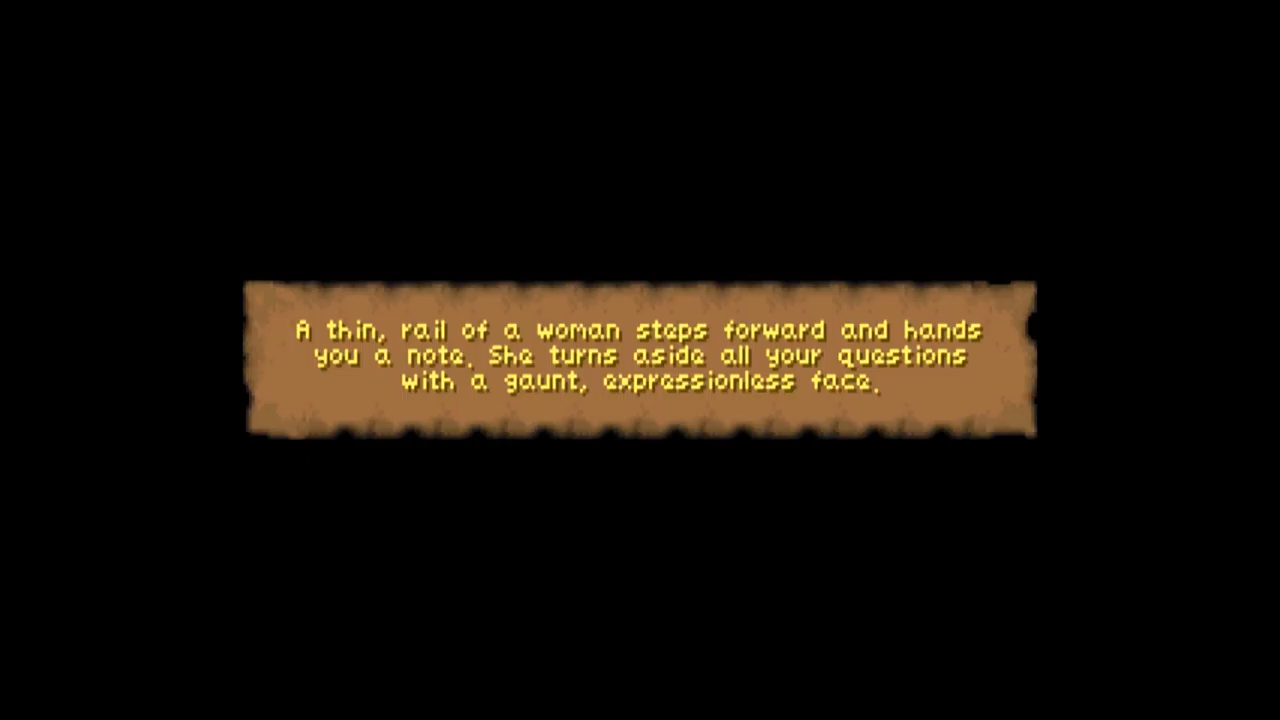 A thin, rail of a woman steps forward and hands
you a note. She turns aside all your questions
with a gaunt, expressionless face.